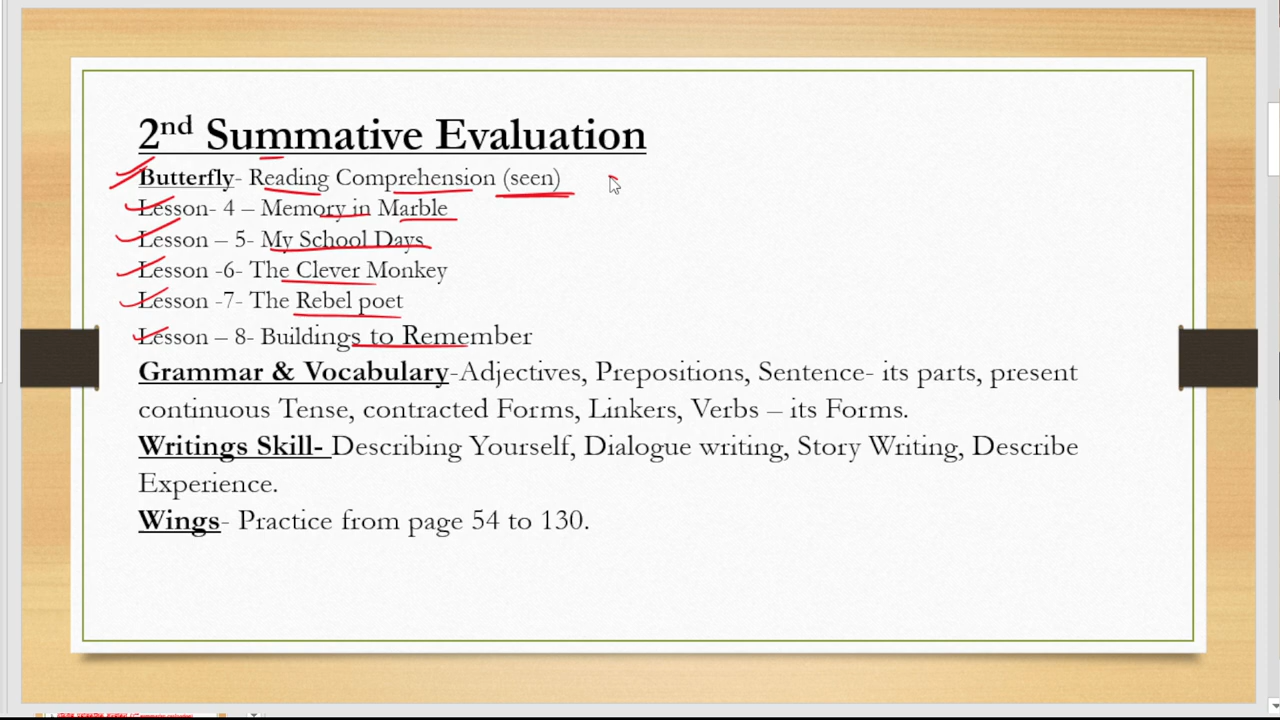 2nd Summative Evaluation
Butterfly- Reading Comprehension (seen)
Lesson- 4 – Memory in Marble
Lesson – 5- My School Days
Lesson -6- The Clever Monkey
Lesson -7- The Rebel poet
Lesson – 8- Buildings to Remember
Grammar & Vocabulary-Adjectives, Prepositions, Sentence- its parts, present
continuous Tense, contracted Forms, Linkers, Verbs – its Forms.
Writings Skill- Describing Yourself, Dialogue writing, Story Writing, Describe
Experience.
Wings- Practice from page 54 to 130.